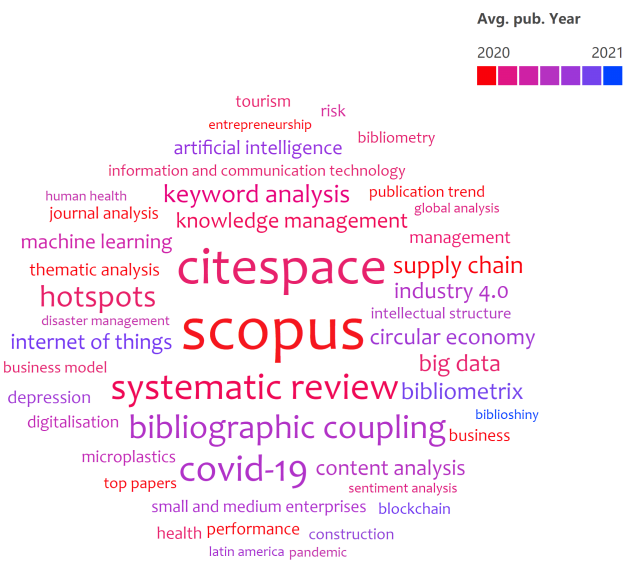 Avg. pub. Year
2020 2021
tourism
risk
entrepreneurship
bibliometry
artificial intelligence
information and communication technology
human health
keyword analysis
publication trend
journal analysis
knowledge management
global analysis
machine learning
management
thematic analysis
citespace
supply chain
hotspots
industry 4.0
disaster management
scopus
intellectual structure
internet of things
circular economy
business model
big data
depression
systematic review
bibliometrix
digitalisation
bibliographic coupling
biblioshiny
business
microplastics
covid-19
content analysis
top papers
sentiment analysis
small and medium enterprises
blockchain
health
performance
construction
latin america
pandemic